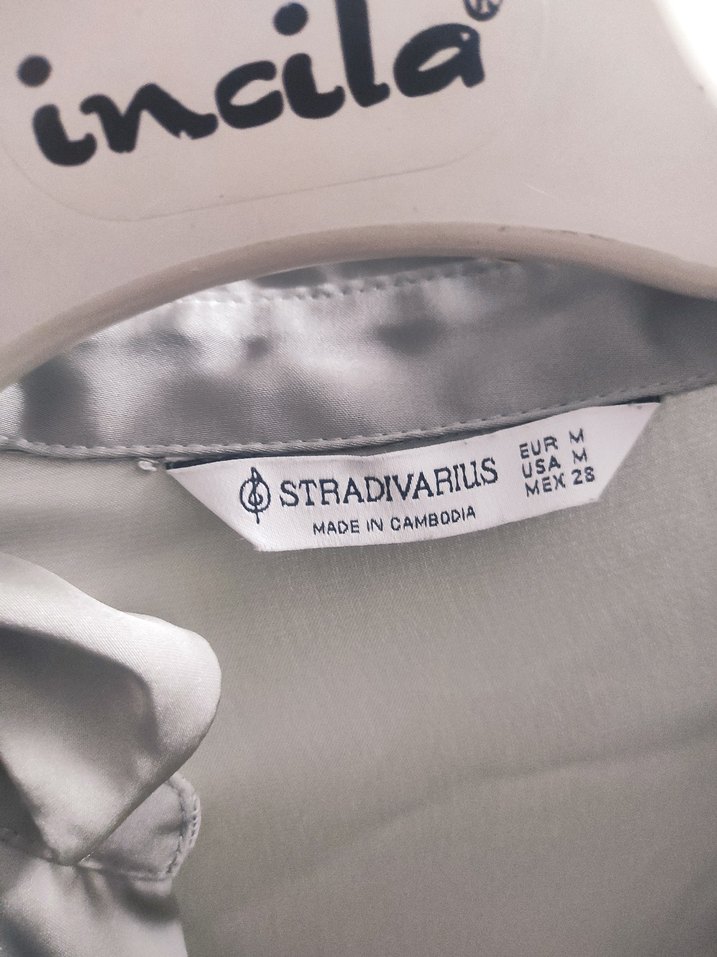 incila®
STRADIVARIUS
MADE IN CAMBODIA
EUR M
USA M
MEX 28